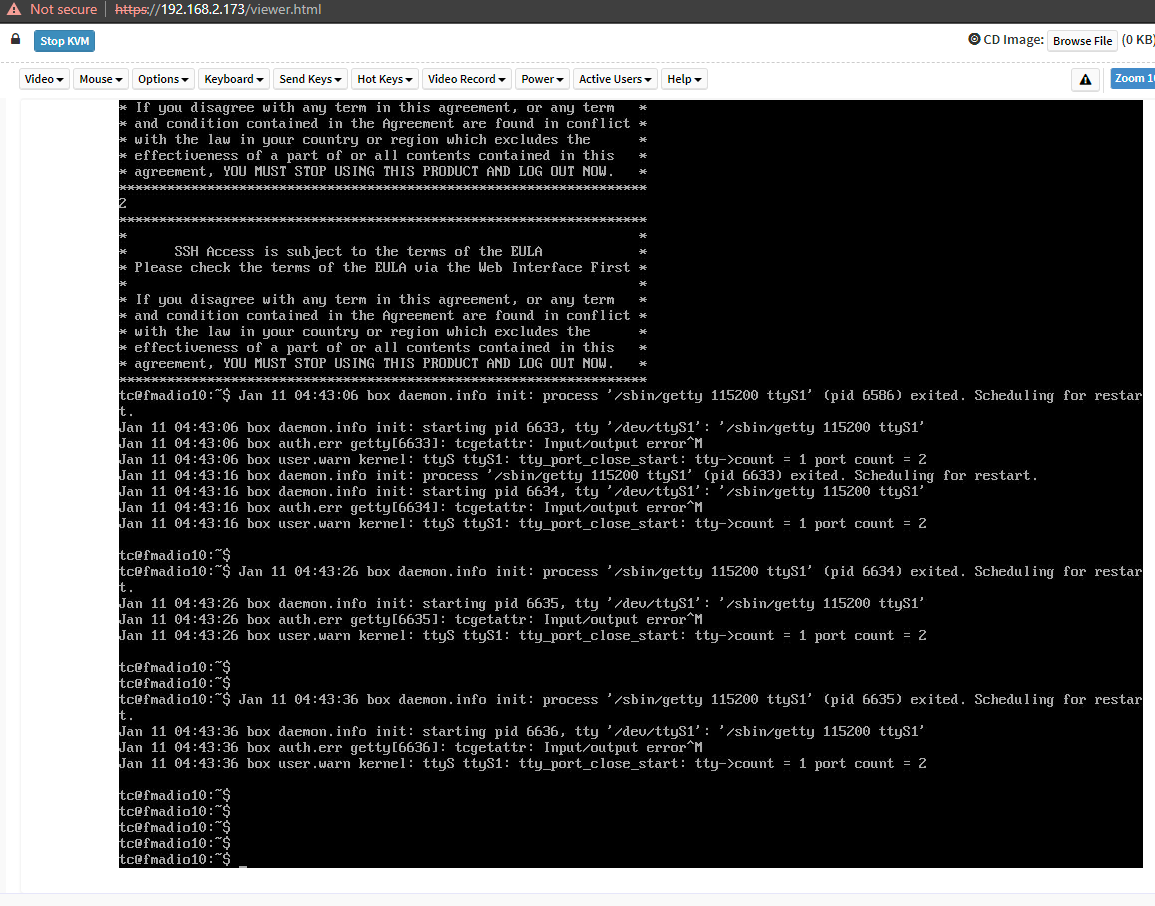 Not secure https://192.168.2.173/viewer.html
Stop KVM CD Image: Browse File (0 KB)
Video Mouse Options Keyboard Send Keys Hot Keys Video Record Power Active Users Help Zoom 10
* If you disagree with any term in this agreement, or any term *
* and condition contained in the Agreement are found in conflict *
* with the law in your country or region which excludes the *
* effectiveness of a part of or all contents contained in this *
* agreement, YOU MUST STOP USING THIS PRODUCT AND LOG OUT NOW. *
******************************************************************
2
******************************************************************
* *
* SSH Access is subject to the terms of the EULA *
* Please check the terms of the EULA via the Web Interface First *
* *
* If you disagree with any term in this agreement, or any term *
* and condition contained in the Agreement are found in conflict *
* with the law in your country or region which excludes the *
* effectiveness of a part of or all contents contained in this *
* agreement, YOU MUST STOP USING THIS PRODUCT AND LOG OUT NOW. *
******************************************************************
tc@fmadio10:~$ Jan 11 04:43:06 box daemon.info init: process '/sbin/getty 115200 ttyS1' (pid 6586) exited. Scheduling for restar
t.
Jan 11 04:43:06 box daemon.info init: starting pid 6633, tty '/dev/ttyS1': '/sbin/getty 115200 ttyS1'
Jan 11 04:43:06 box auth.err getty[6633]: tcgetattr: Input/output error^M
Jan 11 04:43:06 box user.warn kernel: ttyS ttyS1: tty_port_close_start: tty->count = 1 port count = 2
Jan 11 04:43:16 box daemon.info init: process '/sbin/getty 115200 ttyS1' (pid 6633) exited. Scheduling for restart.
Jan 11 04:43:16 box daemon.info init: starting pid 6634, tty '/dev/ttyS1': '/sbin/getty 115200 ttyS1'
Jan 11 04:43:16 box auth.err getty[6634]: tcgetattr: Input/output error^M
Jan 11 04:43:16 box user.warn kernel: ttyS ttyS1: tty_port_close_start: tty->count = 1 port count = 2
tc@fmadio10:~$
tc@fmadio10:~$ Jan 11 04:43:26 box daemon.info init: process '/sbin/getty 115200 ttyS1' (pid 6634) exited. Scheduling for restar
t.
Jan 11 04:43:26 box daemon.info init: starting pid 6635, tty '/dev/ttyS1': '/sbin/getty 115200 ttyS1'
Jan 11 04:43:26 box auth.err getty[6635]: tcgetattr: Input/output error^M
Jan 11 04:43:26 box user.warn kernel: ttyS ttyS1: tty_port_close_start: tty->count = 1 port count = 2
tc@fmadio10:~$
tc@fmadio10:~$
tc@fmadio10:~$ Jan 11 04:43:36 box daemon.info init: process '/sbin/getty 115200 ttyS1' (pid 6635) exited. Scheduling for restar
t.
Jan 11 04:43:36 box daemon.info init: starting pid 6636, tty '/dev/ttyS1': '/sbin/getty 115200 ttyS1'
Jan 11 04:43:36 box auth.err getty[6636]: tcgetattr: Input/output error^M
Jan 11 04:43:36 box user.warn kernel: ttyS ttyS1: tty_port_close_start: tty->count = 1 port count = 2
tc@fmadio10:~$
tc@fmadio10:~$
tc@fmadio10:~$
tc@fmadio10:~$
tc@fmadio10:~$ _